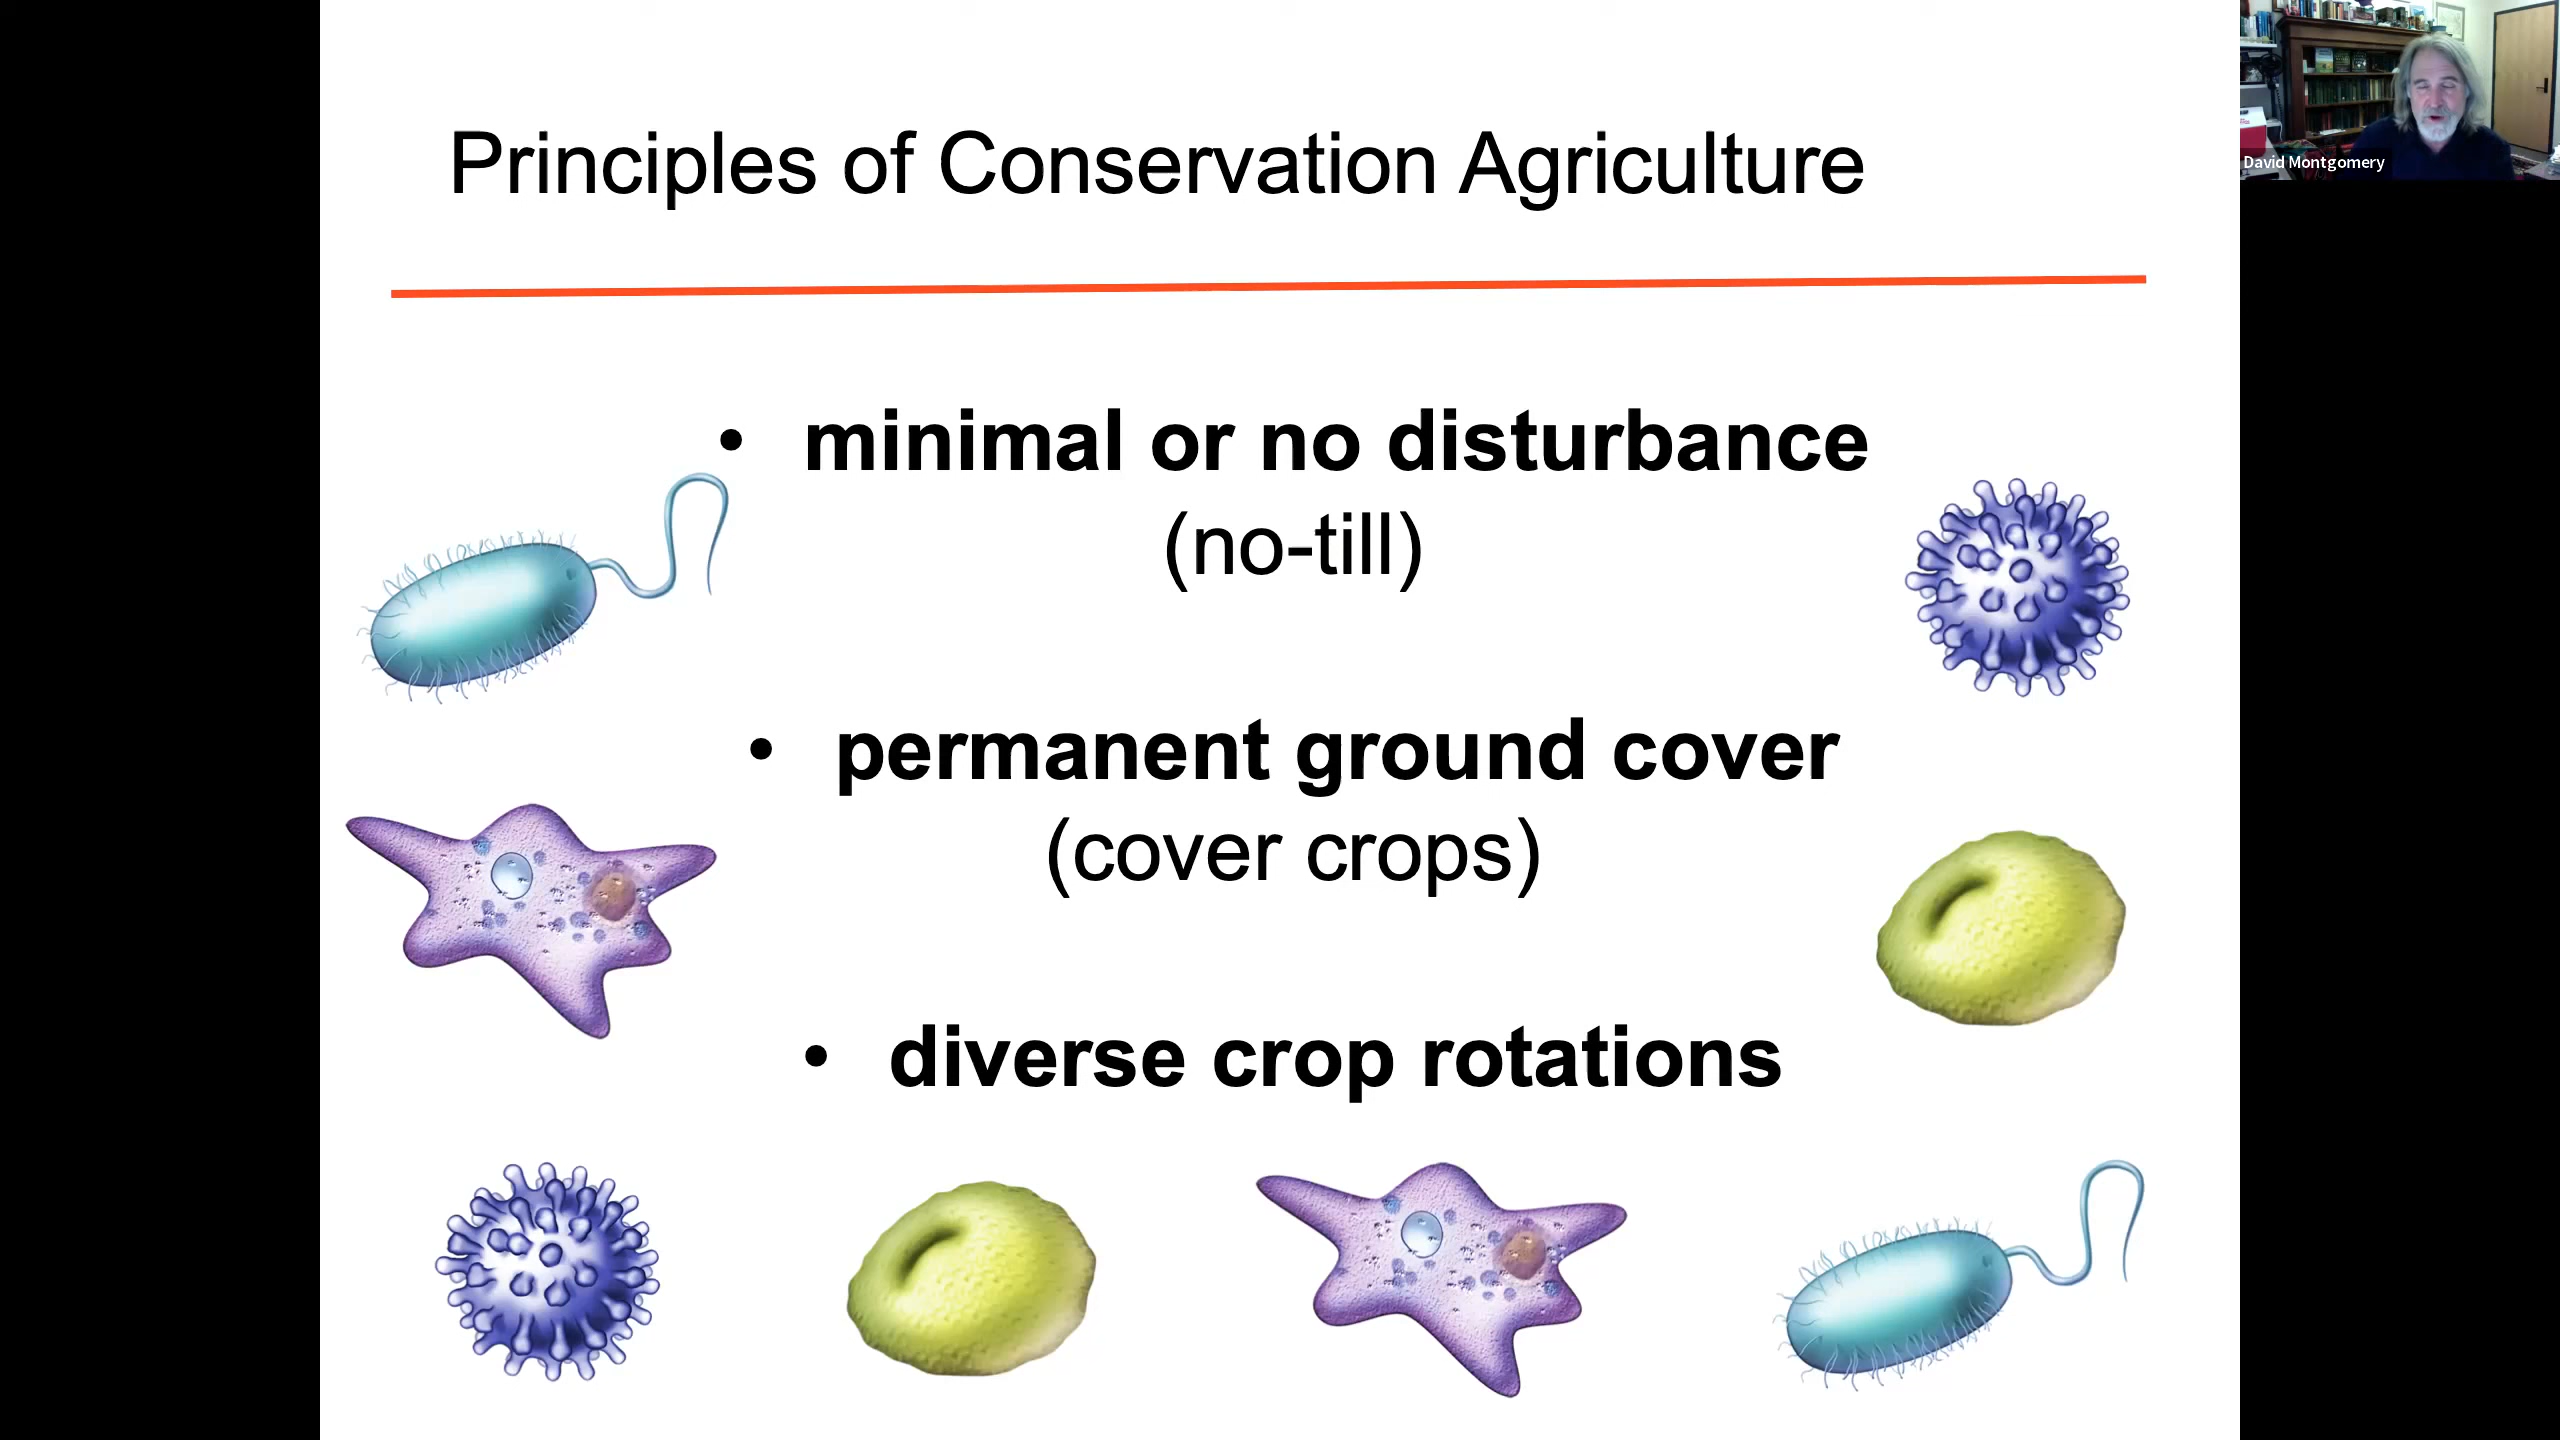 Principles of Conservation Agriculture
David Montgomery
• minimal or no disturbance
(no-till)
• permanent ground cover
(cover crops)
• diverse crop rotations